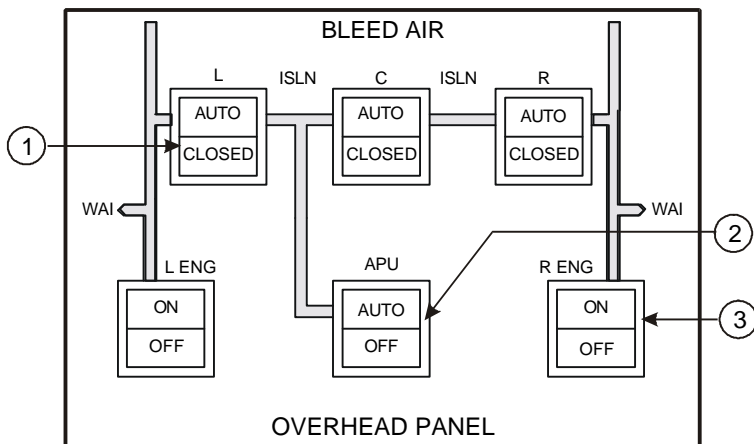 BLEED AIR
L ISLN C ISLN R
AUTO AUTO AUTO
CLOSED CLOSED CLOSED
1
WAI WAI
2
L ENG APU R ENG
ON AUTO ON
3
OFF OFF OFF
OVERHEAD PANEL